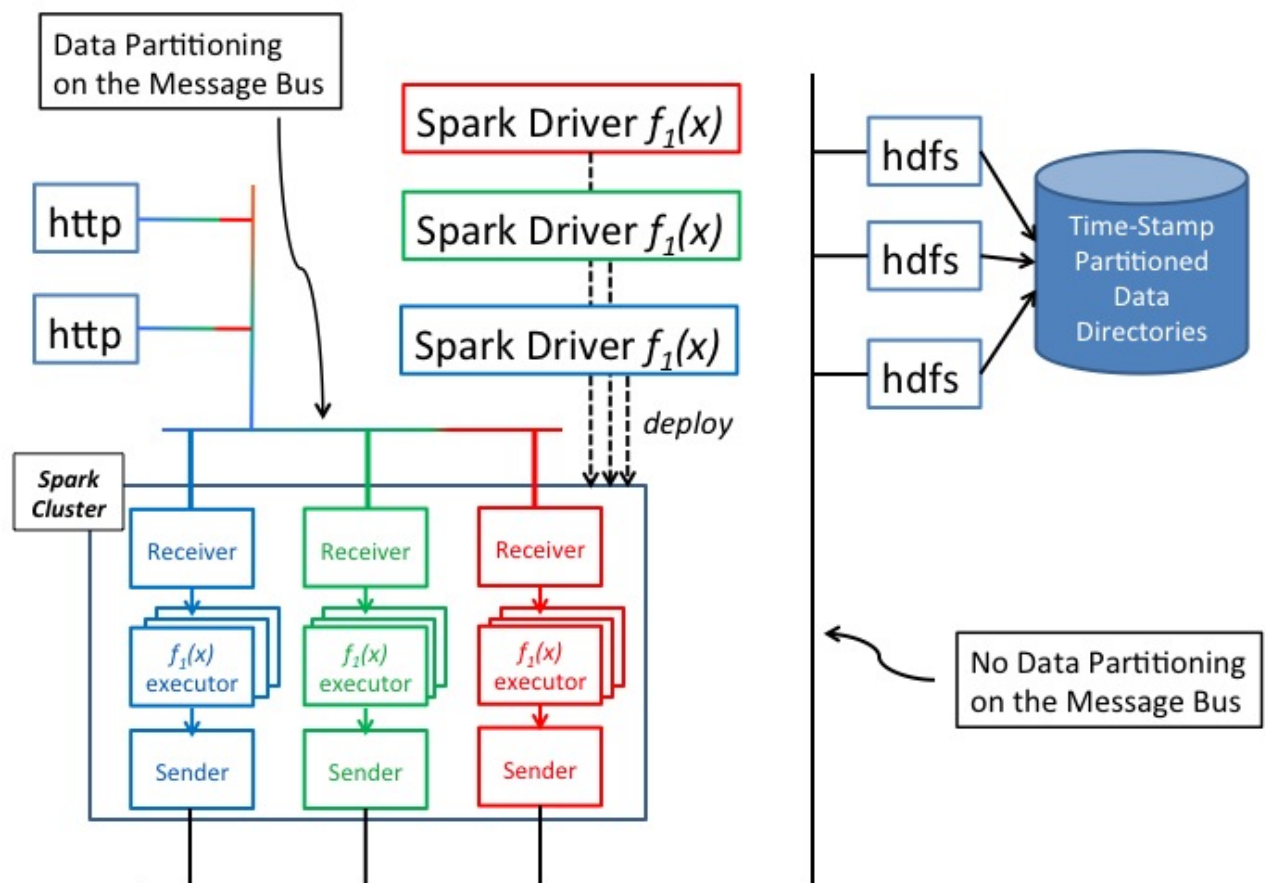 Data Partitioning
on the Message Bus
Spark Driver f₁(x)
Spark Driver f₁(x)
Spark Driver f₁(x)
http
http
deploy
Spark
Cluster
Receiver
Receiver
Receiver
f₁(x)
executor
f₁(x)
executor
f₁(x)
executor
Sender
Sender
Sender
hdfs
hdfs
hdfs
Time-Stamp
Partitioned
Data
Directories
No Data Partitioning
on the Message Bus